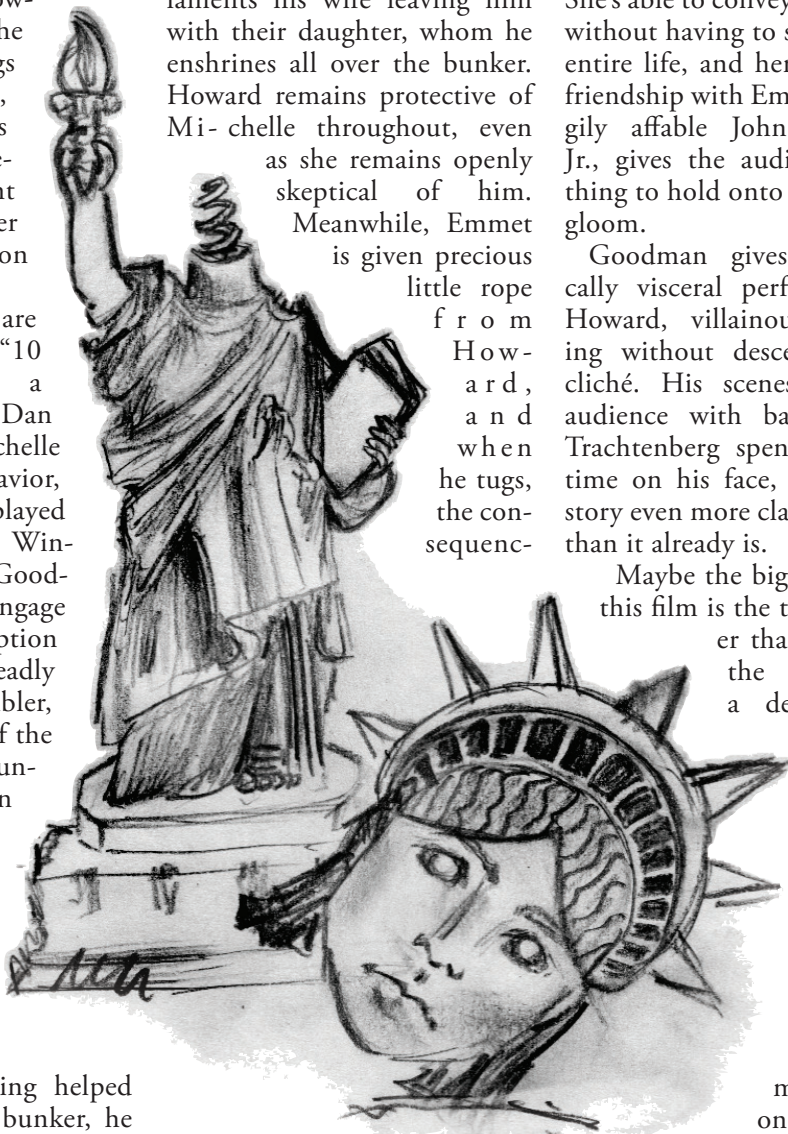 ow-
he
gs
,
s
e-
nt
er
on
are
“10
a
Dan
chelle
avior,
played
Win-
Good-
ngage
ption
eadly
bler,
f the
un-
n
ing helped
bunker, he
laments his wife leaving him
with their daughter, whom he
enshrines all over the bunker.
Howard remains protective of
Mi- chelle throughout, even
as she remains openly
skeptical of him.
Meanwhile, Emmet
is given precious
little rope
from
How-
ard,
and
when
he tugs,
the con-
sequenc-
She's able to convey
without having to s
entire life, and her
friendship with Em
gily affable John
Jr., gives the audi
thing to hold onto
gloom.
Goodman gives
cally visceral perf
Howard, villainou
ing without desce
cliché. His scenes
audience with ba
Trachtenberg spen
time on his face,
story even more cla
than it already is.
Maybe the big
this film is the t
er tha
the
a de
m
on